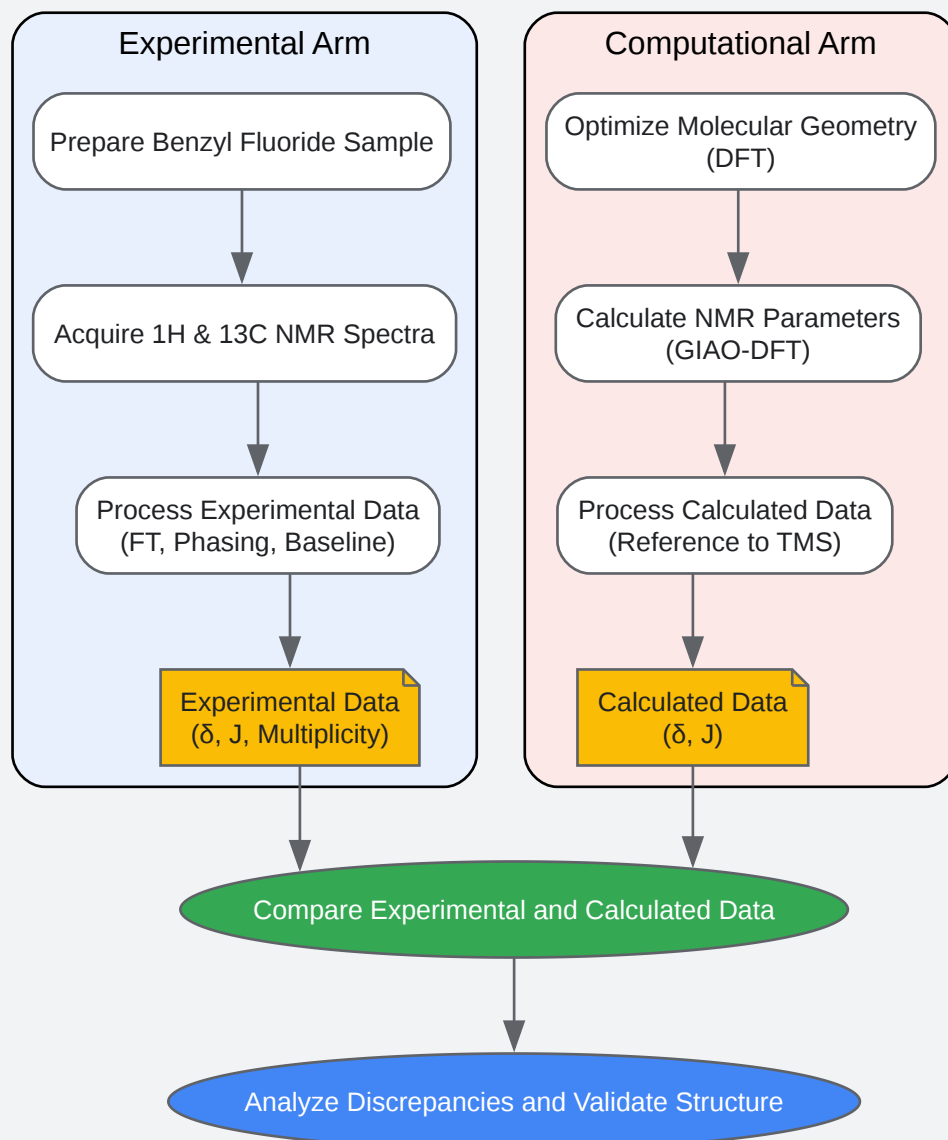 Experimental Arm
Prepare Benzyl Fluoride Sample
Acquire 1H & 13C NMR Spectra
Process Experimental Data
(FT, Phasing, Baseline)
Experimental Data
(δ, J, Multiplicity)
Computational Arm
Optimize Molecular Geometry
(DFT)
Calculate NMR Parameters
(GIAO-DFT)
Process Calculated Data
(Reference to TMS)
Calculated Data
(δ, J)
Compare Experimental and Calculated Data
Analyze Discrepancies and Validate Structure